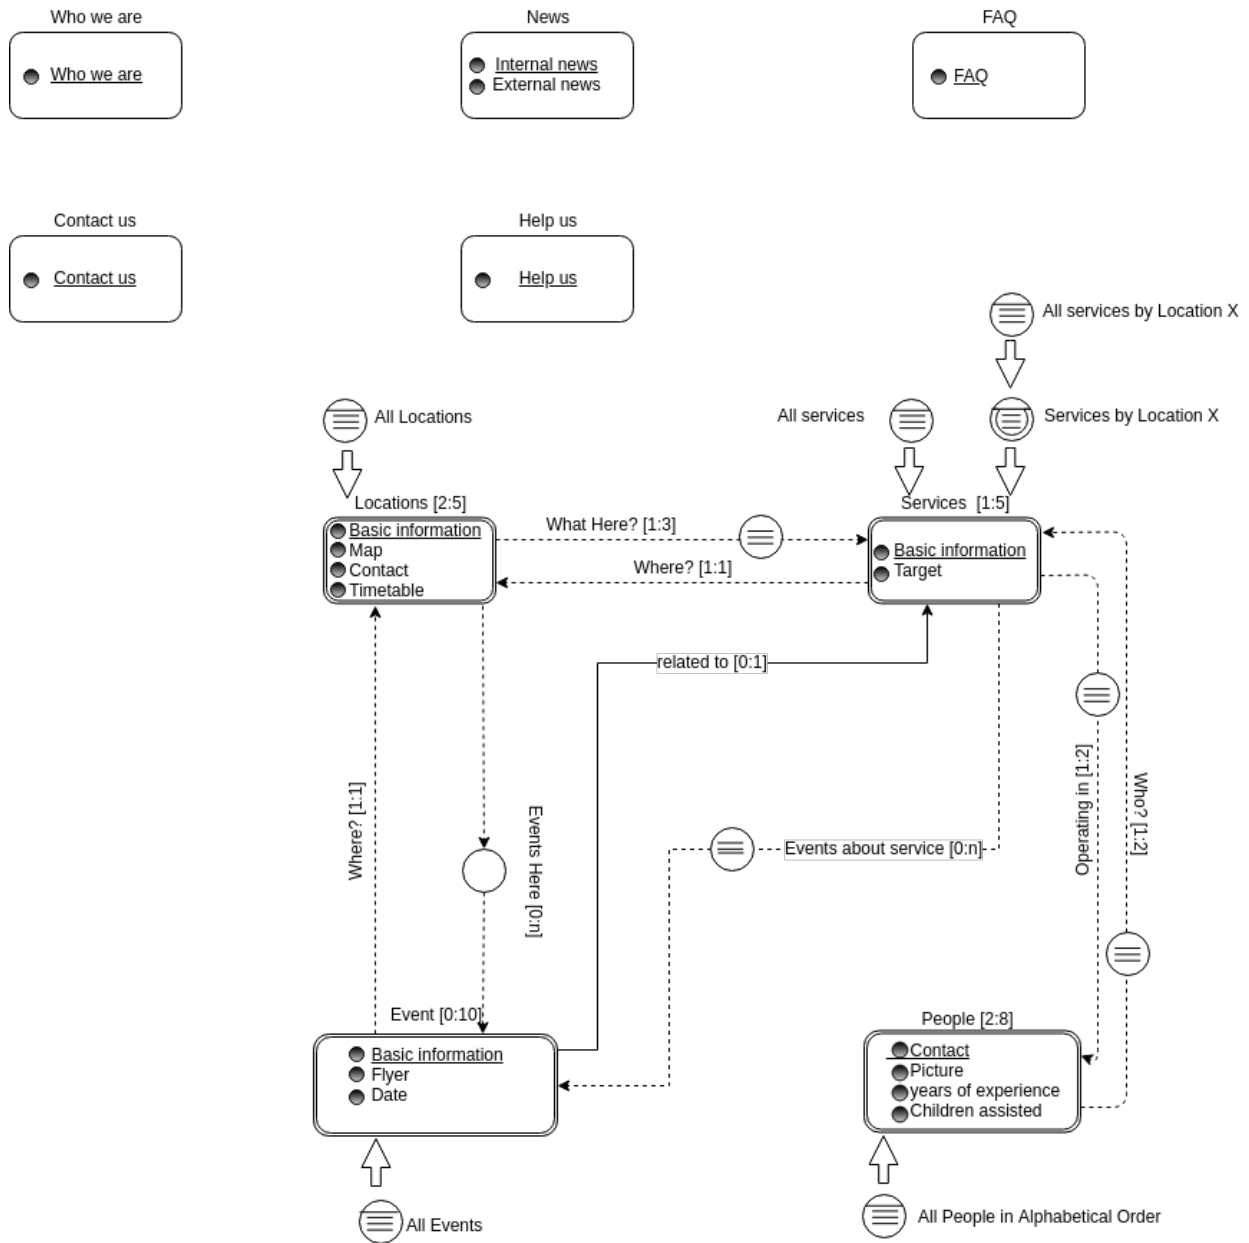 Who we are
News
FAQ
Who we are
Internal news
External news
FAQ
Contact us
Help us
Contact us
Help us
All services by Location X
All Locations
All services
Services by Location X
Locations [2:5]
Services [1:5]
Basic information
Map
Contact
Timetable
What Here? [1:3]
Where? [1:1]
Basic information
Target
related to [0:1]
Where? [1:1]
Events Here [0:n]
Events about service [0:n]
Operating in [1:2]
Who? [1:2]
Event [0:10]
Basic information
Flyer
Date
People [2:8]
Contact
Picture
years of experience
Children assisted
All Events
All People in Alphabetical Order